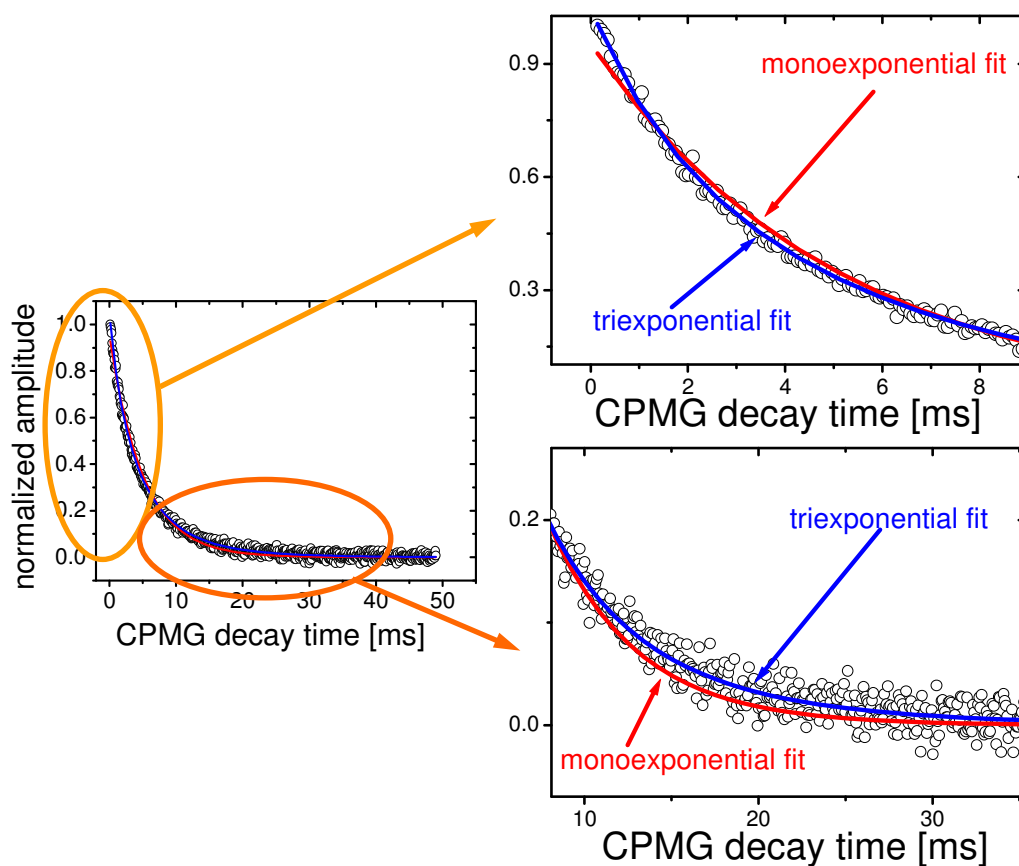 normalized amplitude
1.0
0.8
0.6
0.4
0.2
0.0
0 10 20 30 40 50
CPMG decay time [ms]
0.9
0.6
0.3
monoexponential fit
triexponential fit
0 2 4 6 8
CPMG decay time [ms]
0.2
0.0
triexponential fit
monoexponential fit
10 20 30
CPMG decay time [ms]